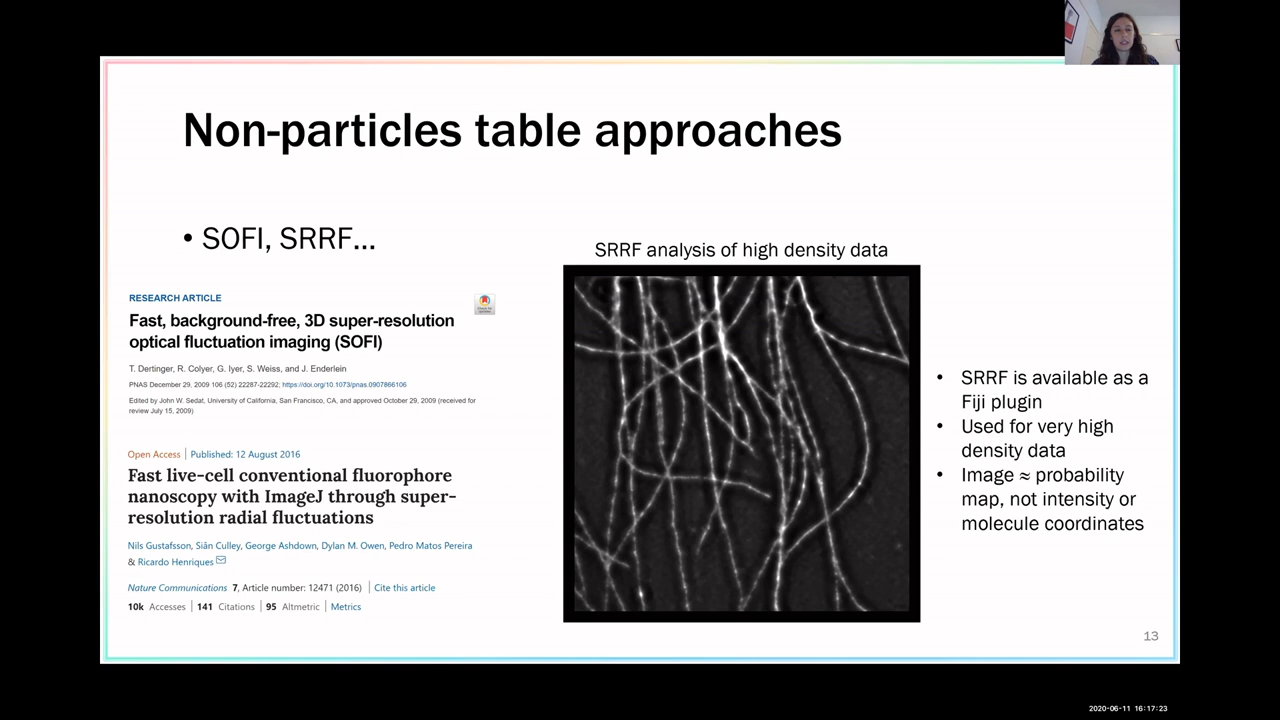 Non-particles table approaches
• SOFI, SRRF...
RESEARCH ARTICLE
Fast, background-free, 3D super-resolution
optical fluctuation imaging (SOFI)
T. Dertinger, R. Colyer, G. Iyer, S. Weiss, and J. Enderlein
PNAS December 29, 2009 106 (52) 22287-22292; https://doi.org/10.1073/pnas.0907866106
Edited by John W. Sedat, University of California, San Francisco, CA, and approved October 29, 2009 (received for
review July 15, 2009)
Open Access | Published: 12 August 2016
Fast live-cell conventional fluorophore
nanoscopy with ImageJ through super-
resolution radial fluctuations
Nils Gustafsson, Siân Culley, George Ashdown, Dylan M. Owen, Pedro Matos Pereira
& Ricardo Henriques
Nature Communications 7, Article number: 12471 (2016) | Cite this article
10k Accesses | 141 Citations | 95 Altmetric | Metrics
SRRF analysis of high density data
• SRRF is available as a
Fiji plugin
• Used for very high
density data
• Image ≈ probability
map, not intensity or
molecule coordinates
13
2020-06-11 16:17:23